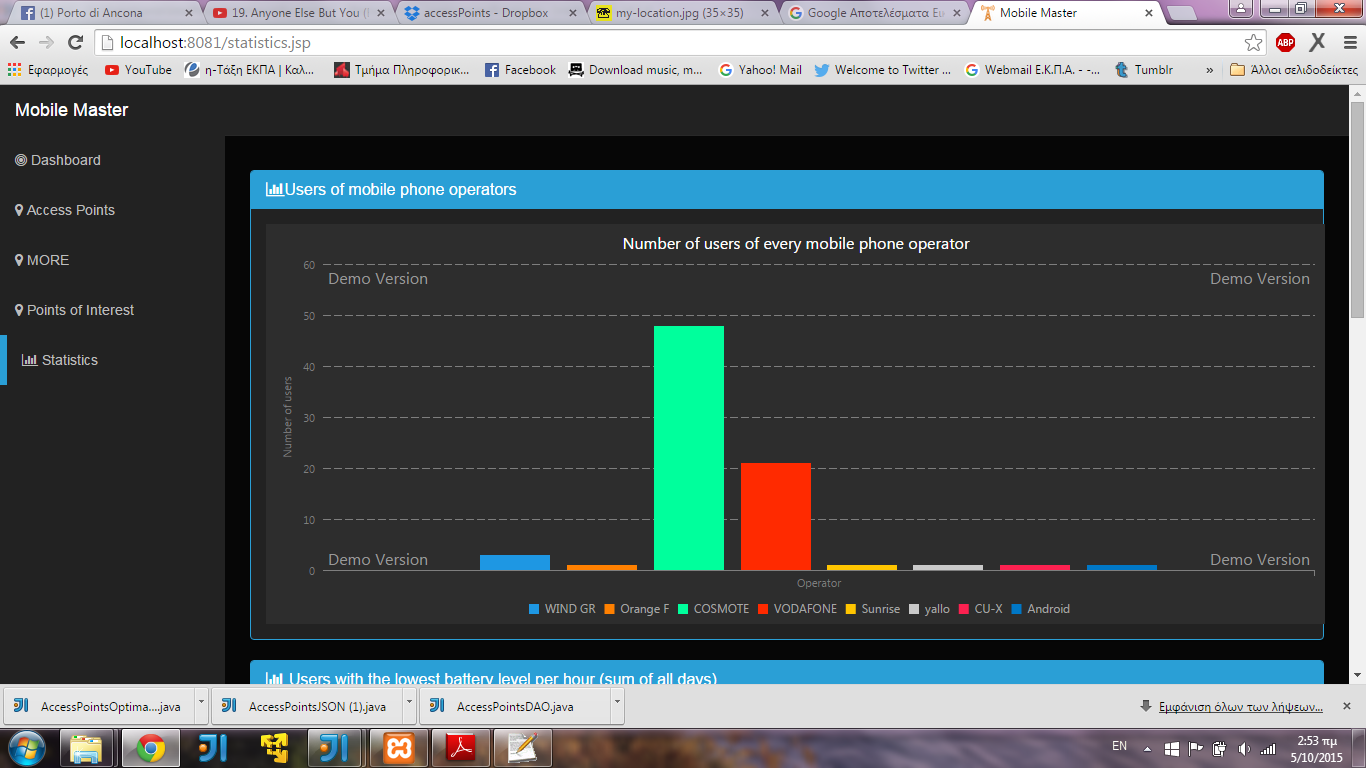 (1) Porto di Ancona
19. Anyone Else But You (
accessPoints - Dropbox
my-location.jpg (35×35)
Google Αποτελέσματα Ει
Mobile Master
localhost:8081/statistics.jsp
ABP
Εφαρμογές
YouTube
η-Τάξη ΕΚΠΑ | Καλ...
Τμήμα Πληροφορικ...
Facebook
Download music, m...
Yahoo! Mail
Welcome to Twitter ...
Webmail Ε.Κ.Π.Α. - -...
Tumblr
»
Άλλοι σελιδοδείκτες
Mobile Master
Dashboard
Access Points
MORE
Points of Interest
Statistics
Users of mobile phone operators
Number of users of every mobile phone operator
60
Demo Version
Demo Version
50
40
30
20
10
0
Number of users
Demo Version
Demo Version
Operator
WIND GR
Orange F
COSMOTE
VODAFONE
Sunrise
yallo
CU-X
Android
Users with the lowest battery level per hour (sum of all days)
AccessPointsOptima....java
AccessPointsJSON (1).java
AccessPointsDAO.java
Εμφάνιση όλων των λήψεων...
EN
2:53 πμ
5/10/2015